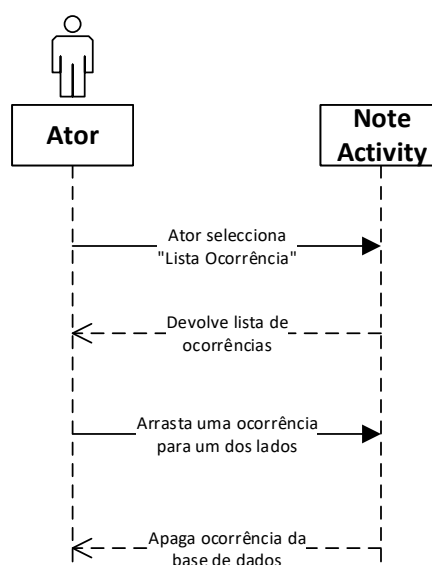 Ator
Note
Activity
Ator selecciona
"Lista Ocorrência"
Devolve lista de
ocorrências
Arrasta uma ocorrência
para um dos lados
Apaga ocorrência da
base de dados